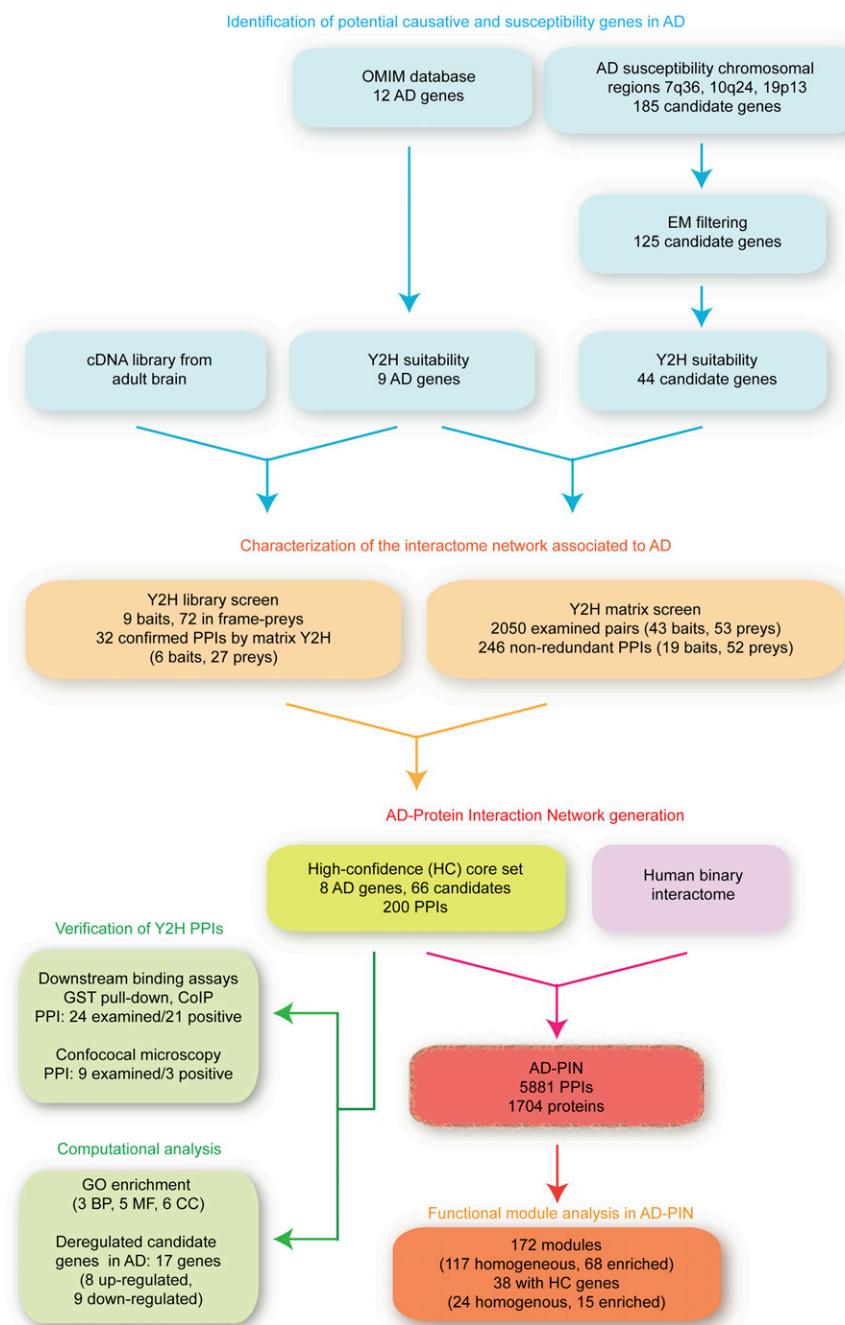 Identification of potential causative and susceptibility genes in AD
OMIM database
12 AD genes
AD susceptibility chromosomal
regions 7q36, 10q24, 19p13
185 candidate genes
EM filtering
125 candidate genes
cDNA library from
adult brain
Y2H suitability
9 AD genes
Y2H suitability
44 candidate genes
Characterization of the interactome network associated to AD
Y2H library screen
9 baits, 72 in frame-preys
32 confirmed PPIs by matrix Y2H
(6 baits, 27 preys)
Y2H matrix screen
2050 examined pairs (43 baits, 53 preys)
246 non-redundant PPIs (19 baits, 52 preys)
AD-Protein Interaction Network generation
High-confidence (HC) core set
8 AD genes, 66 candidates
200 PPIs
Human binary
interactome
Verification of Y2H PPIs
Downstream binding assays
GST pull-down, CoIP
PPI: 24 examined/21 positive
Confococal microscopy
PPI: 9 examined/3 positive
AD-PIN
5881 PPIs
1704 proteins
Computational analysis
GO enrichment
(3 BP, 5 MF, 6 CC)
Deregulated candidate
genes in AD: 17 genes
(8 up-regulated,
9 down-regulated)
Functional module analysis in AD-PIN
172 modules
(117 homogeneous, 68 enriched)
38 with HC genes
(24 homogenous, 15 enriched)